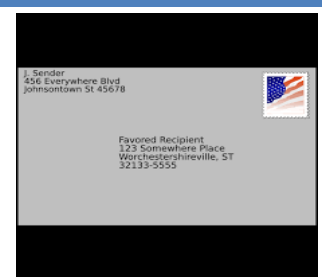 J. Sender
456 Everywhere Blvd
Johnsontown St 45678
Favored Recipient
123 Somewhere Place
Worchestershireville, ST
32133-5555